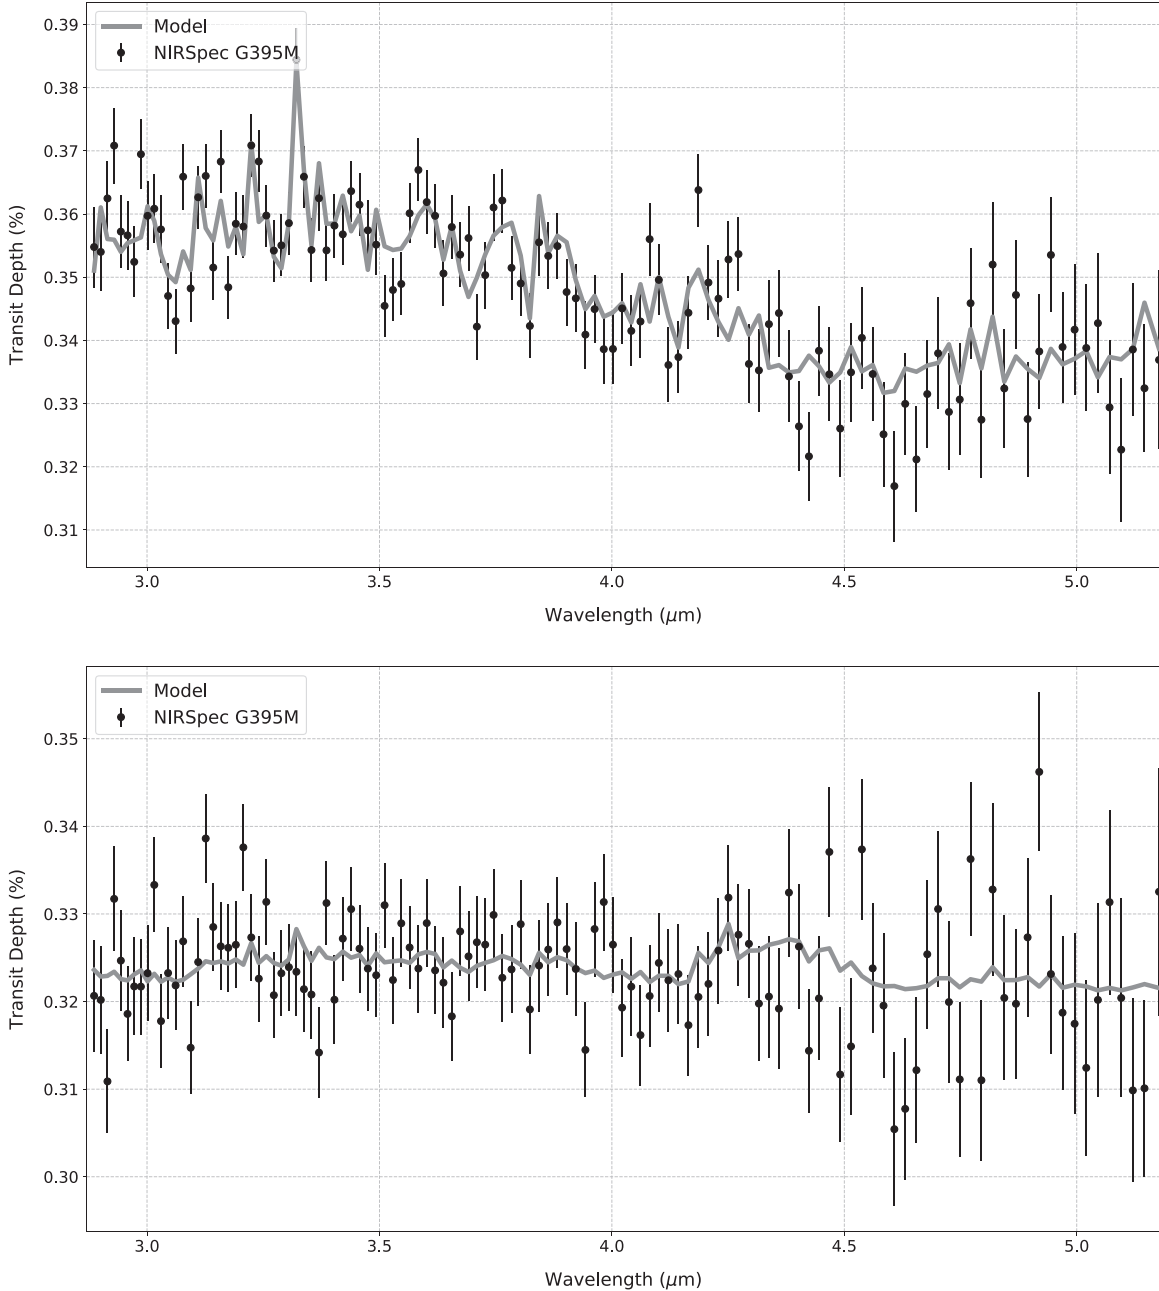 0.39
0.38
0.37
0.36
0.35
0.34
0.33
0.32
0.31
Transit Depth (%)
Model
NIRSpec G395M
3.0 3.5 4.0 4.5 5.0
Wavelength (μm)
0.35
0.34
0.33
0.32
0.31
0.30
Transit Depth (%)
Model
NIRSpec G395M
3.0 3.5 4.0 4.5 5.0
Wavelength (μm)